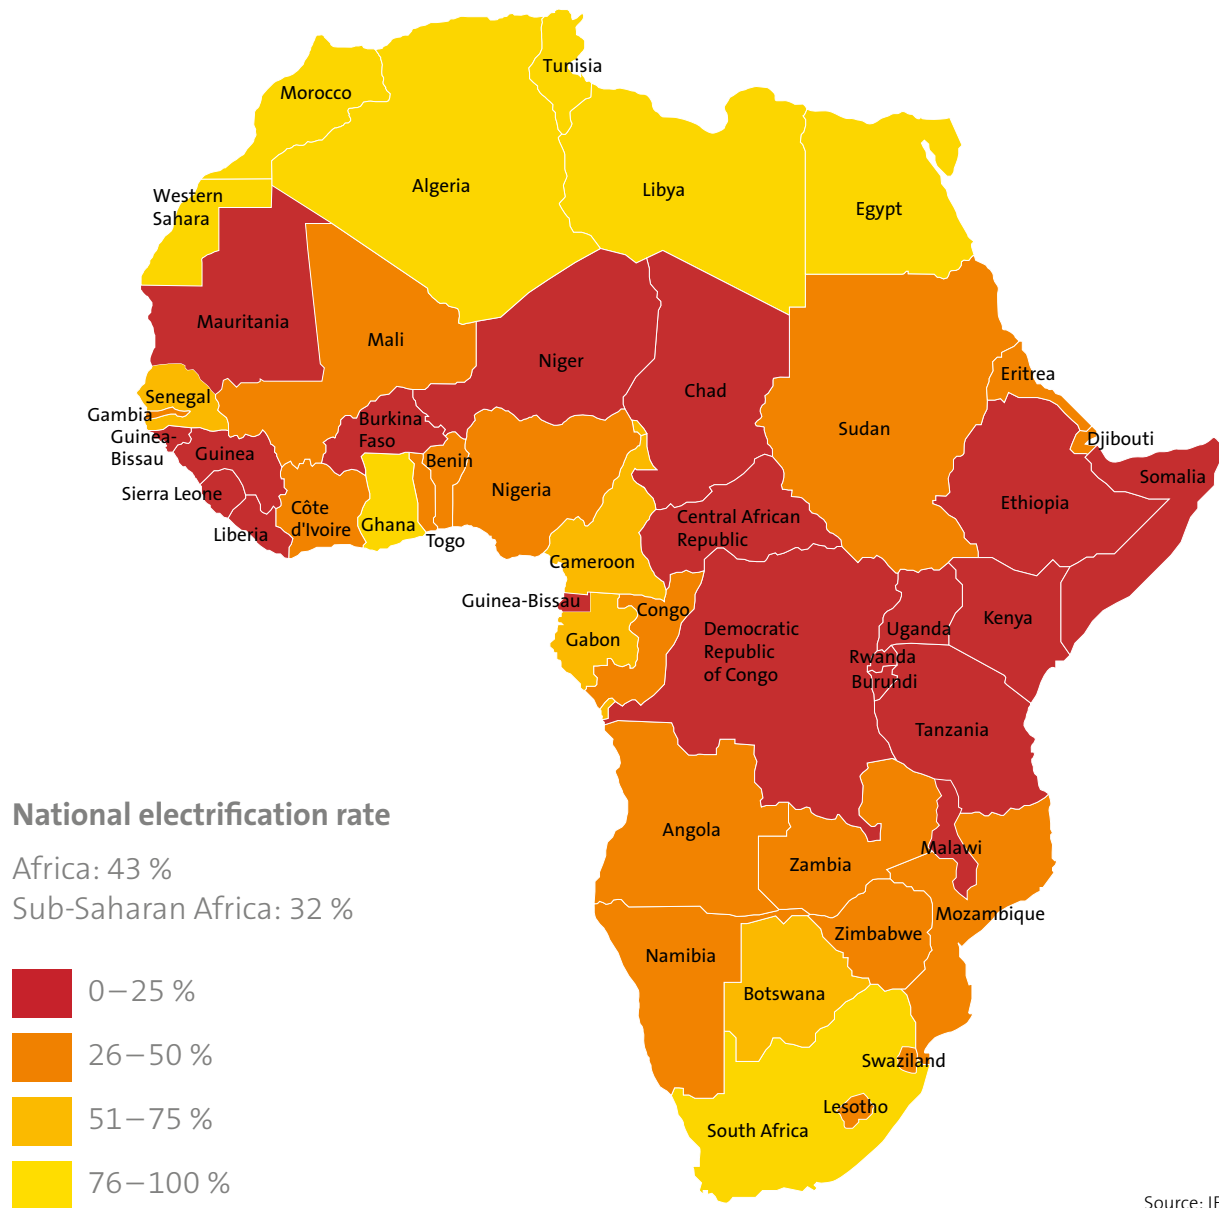 Tunisia
Morocco
Algeria
Libya
Egypt
Western
Sahara
Mauritania
Mali
Niger
Chad
Sudan
Eritrea
Djibouti
Somalia
Ethiopia
Senegal
Gambia
Guinea-
Bissau
Guinea
Sierra Leone
Liberia
Burkina
Faso
Côte
d'Ivoire
Ghana
Togo
Benin
Nigeria
Cameroon
Central African
Republic
Guinea-Bissau
Gabon
Congo
Democratic
Republic
of Congo
Uganda
Kenya
Rwanda
Burundi
Tanzania
Angola
Zambia
Malawi
Mozambique
Zimbabwe
Namibia
Botswana
Swaziland
Lesotho
South Africa
National electrification rate
Africa: 43 %
Sub-Saharan Africa: 32 %
0–25 %
26–50 %
51–75 %
76–100 %
Source: